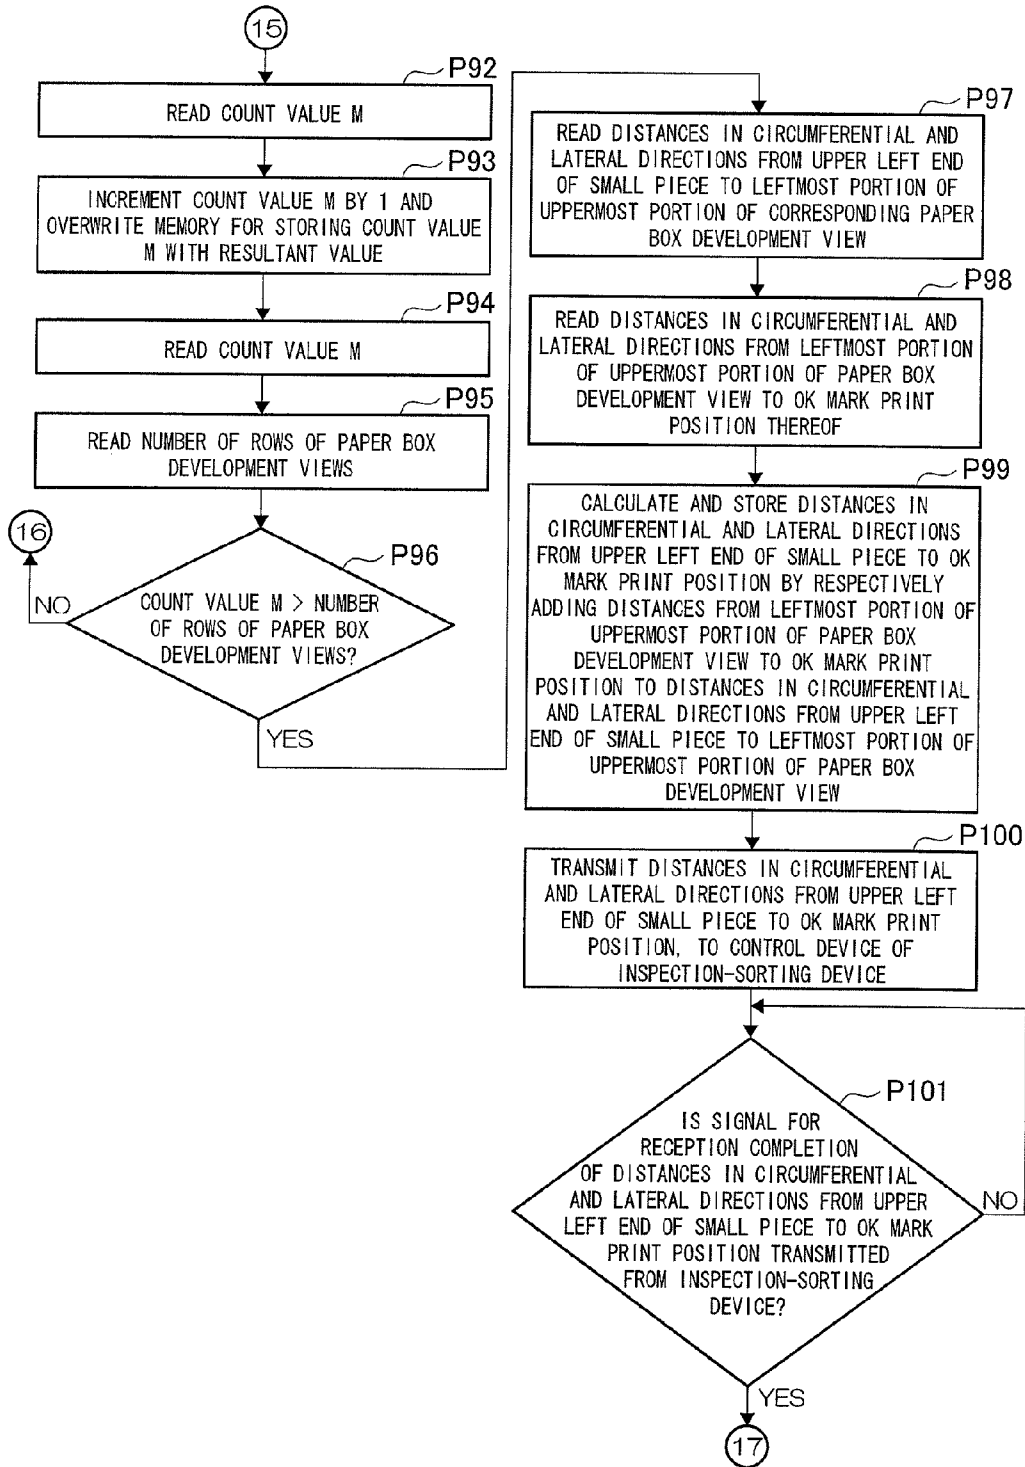 15
P92
READ COUNT VALUE M
P93
INCREMENT COUNT VALUE M BY 1 AND
OVERWRITE MEMORY FOR STORING COUNT VALUE
M WITH RESULTANT VALUE
P94
READ COUNT VALUE M
P95
READ NUMBER OF ROWS OF PAPER BOX
DEVELOPMENT VIEWS
16
P96
NO
COUNT VALUE M > NUMBER
OF ROWS OF PAPER BOX
DEVELOPMENT VIEWS?
YES
P97
READ DISTANCES IN CIRCUMFERENTIAL AND
LATERAL DIRECTIONS FROM UPPER LEFT END
OF SMALL PIECE TO LEFTMOST PORTION OF
UPPERMOST PORTION OF CORRESPONDING PAPER
BOX DEVELOPMENT VIEW
P98
READ DISTANCES IN CIRCUMFERENTIAL AND
LATERAL DIRECTIONS FROM LEFTMOST PORTION
OF UPPERMOST PORTION OF PAPER BOX
DEVELOPMENT VIEW TO OK MARK PRINT
POSITION THEREOF
P99
CALCULATE AND STORE DISTANCES IN
CIRCUMFERENTIAL AND LATERAL DIRECTIONS
FROM UPPER LEFT END OF SMALL PIECE TO OK
MARK PRINT POSITION BY RESPECTIVELY
ADDING DISTANCES FROM LEFTMOST PORTION OF
UPPERMOST PORTION OF PAPER BOX
DEVELOPMENT VIEW TO OK MARK PRINT
POSITION TO DISTANCES IN CIRCUMFERENTIAL
AND LATERAL DIRECTIONS FROM UPPER LEFT
END OF SMALL PIECE TO LEFTMOST PORTION OF
UPPERMOST PORTION OF PAPER BOX
DEVELOPMENT VIEW
P100
TRANSMIT DISTANCES IN CIRCUMFERENTIAL
AND LATERAL DIRECTIONS FROM UPPER LEFT
END OF SMALL PIECE TO OK MARK PRINT
POSITION, TO CONTROL DEVICE OF
INSPECTION-SORTING DEVICE
P101
IS SIGNAL FOR
RECEPTION COMPLETION
OF DISTANCES IN CIRCUMFERENTIAL
AND LATERAL DIRECTIONS FROM UPPER
LEFT END OF SMALL PIECE TO OK MARK
PRINT POSITION TRANSMITTED
FROM INSPECTION-SORTING
DEVICE?
NO
YES
17